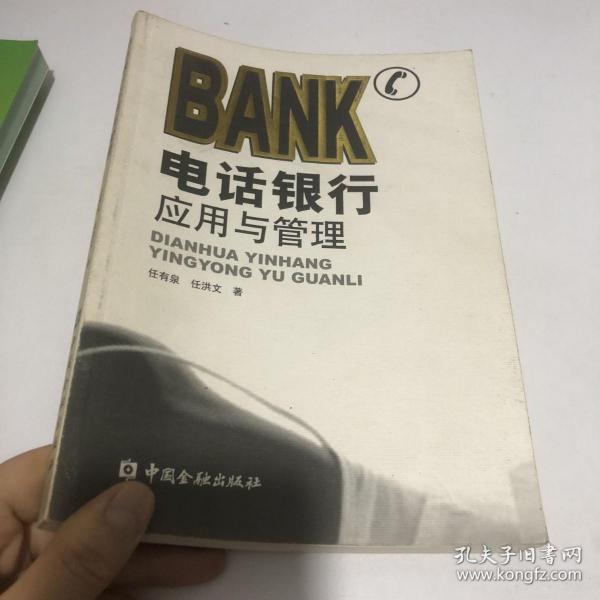 BANK
电话银行
应用与管理
DIANHUA YINHANG
YINGYONG YU GUANLI
任有泉 任洪文 著
中国金融出版社
孔夫子旧书网
www.kongfz.com